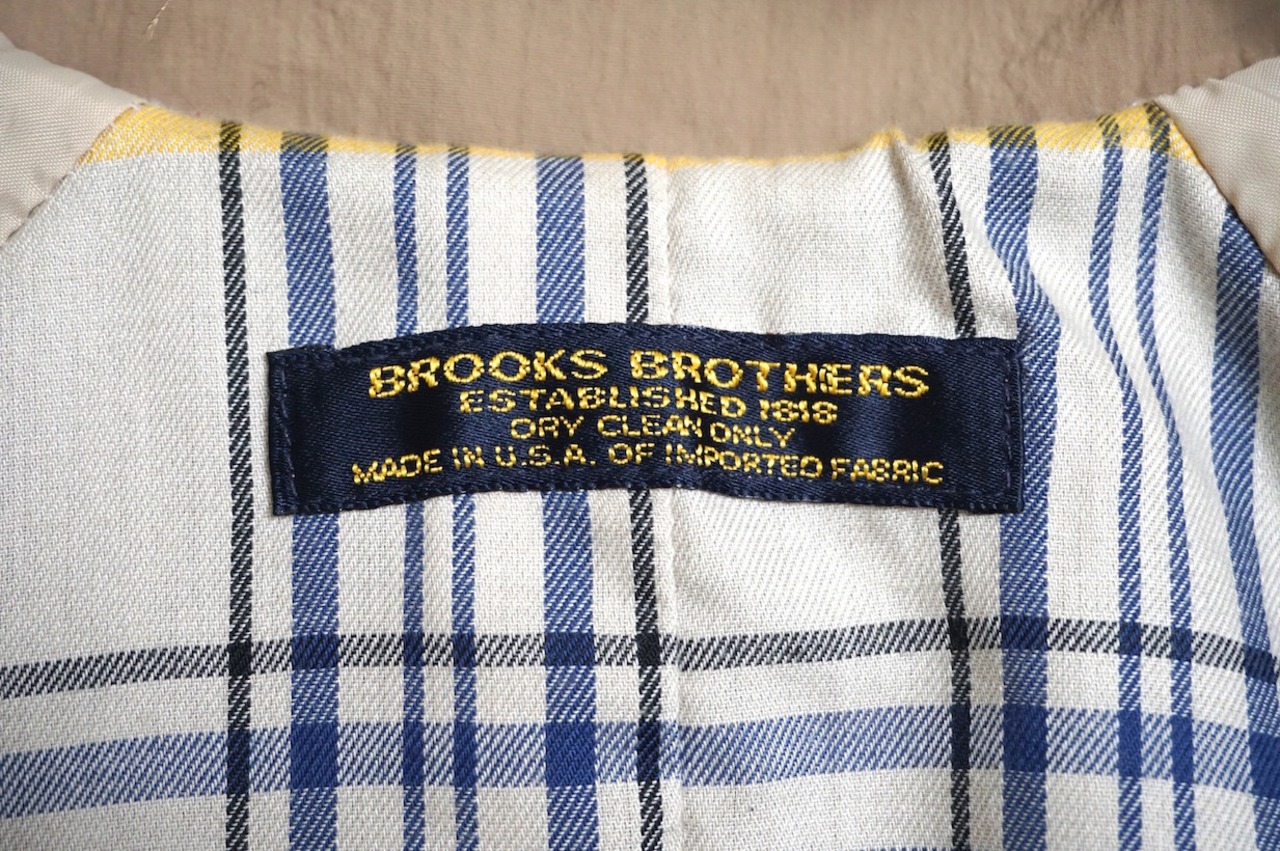 BROOKS BROTHERS
ESTABLISHED 1818
DRY CLEAN ONLY
MADE IN U.S.A. OF IMPORTED FABRIC